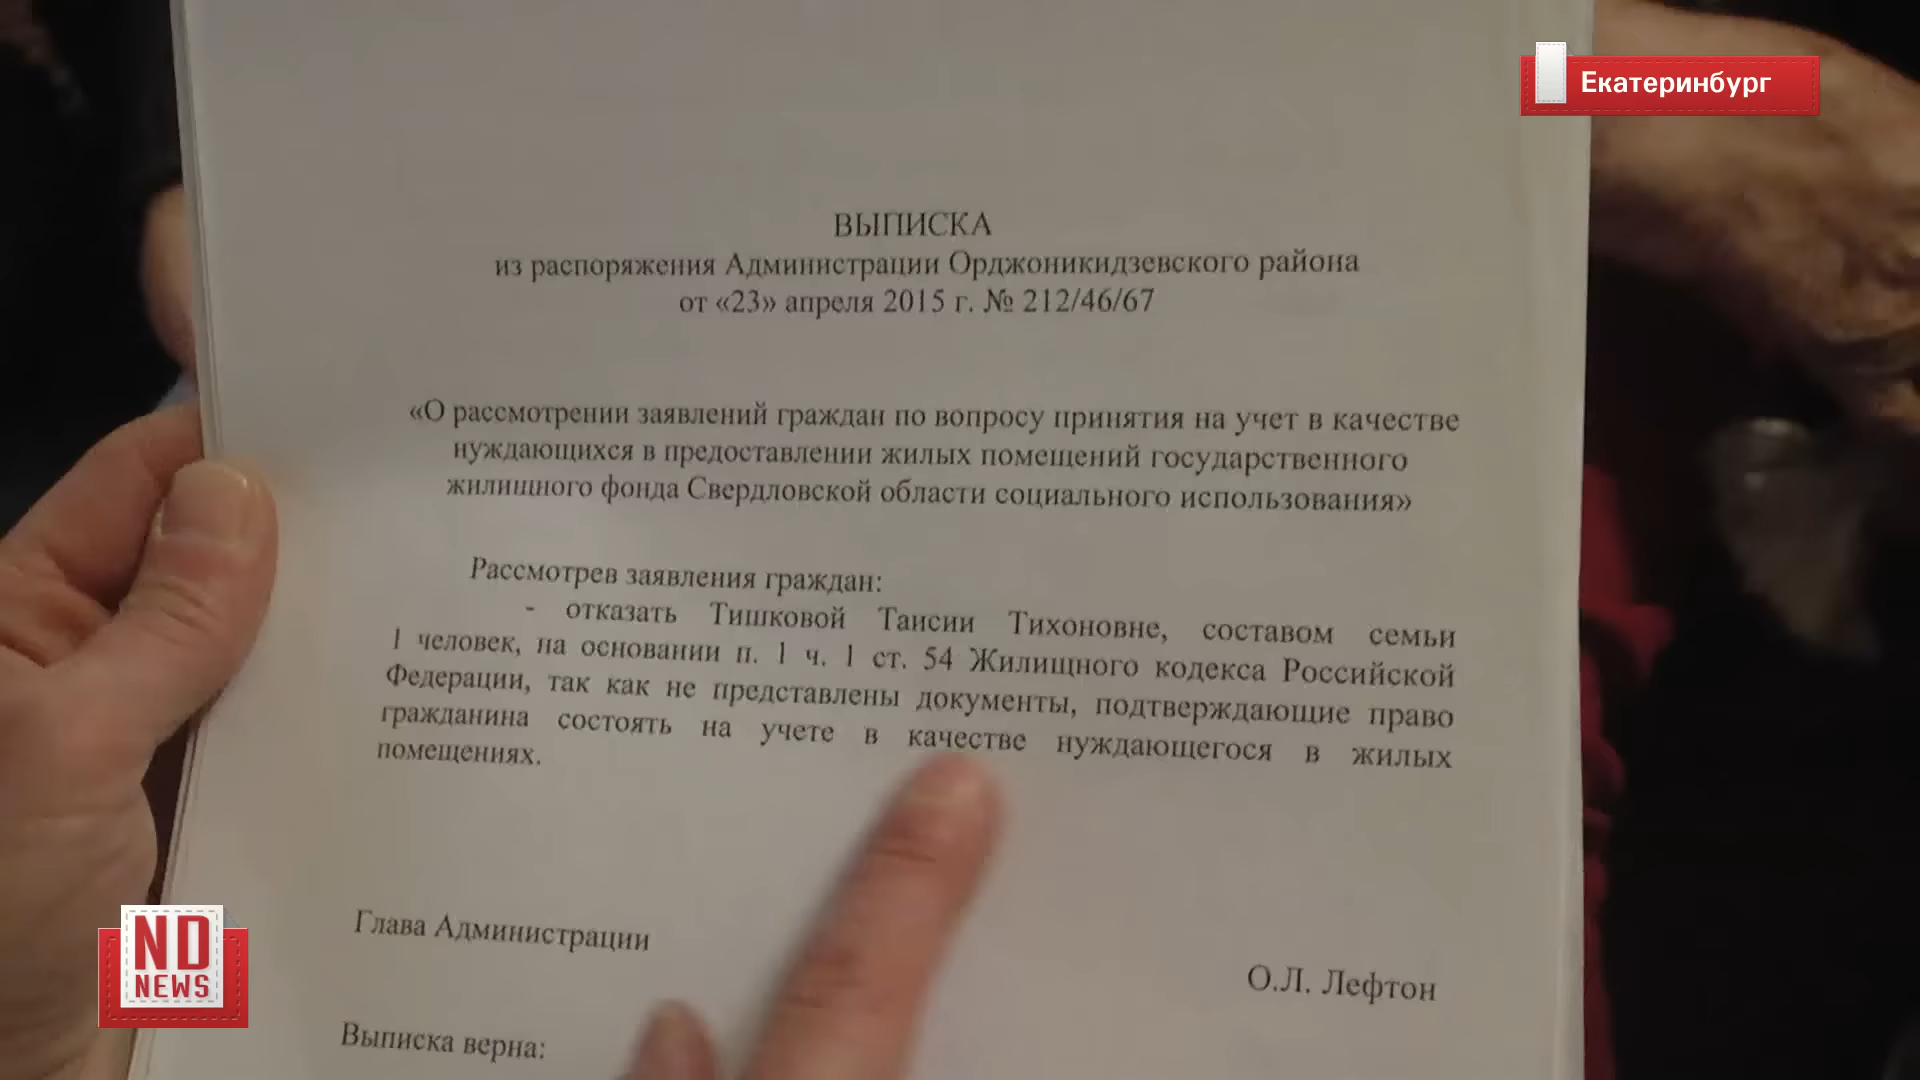 Екатеринбург
ВЫПИСКА
из распоряжения Администрации Орджоникидзевского района
от «23» апреля 2015 г. № 212/46/67
«О рассмотрении заявлений граждан по вопросу принятия на учет в качестве
нуждающихся в предоставлении жилых помещений государственного
жилищного фонда Свердловской области социального использования»
Рассмотрев заявления граждан:
- отказать Тишковой Таисии Тихоновне, составом семьи
1 человек, на основании п. 1 ч. 1 ст. 54 Жилищного кодекса Российской
Федерации, так как не представлены документы, подтверждающие право
гражданина состоять на учете в качестве нуждающегося в жилых
помещениях.
Глава Администрации
О.Л. Лефтон
Выписка верна:
ND
NEWS